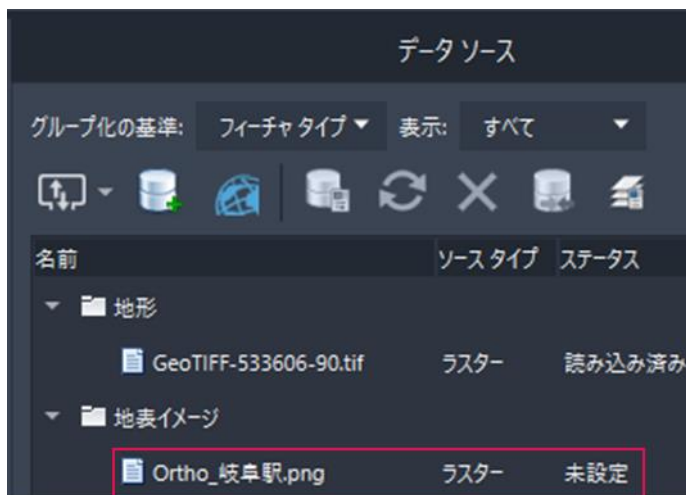 データ ソース
グループ化の基準: フィーチャ タイプ 表示: すべて
名前 ソース タイプ ステータス
地形
GeoTIFF-533606-90.tif ラスター 読み込み済み
地表イメージ
Ortho_岐阜駅.png ラスター 未設定